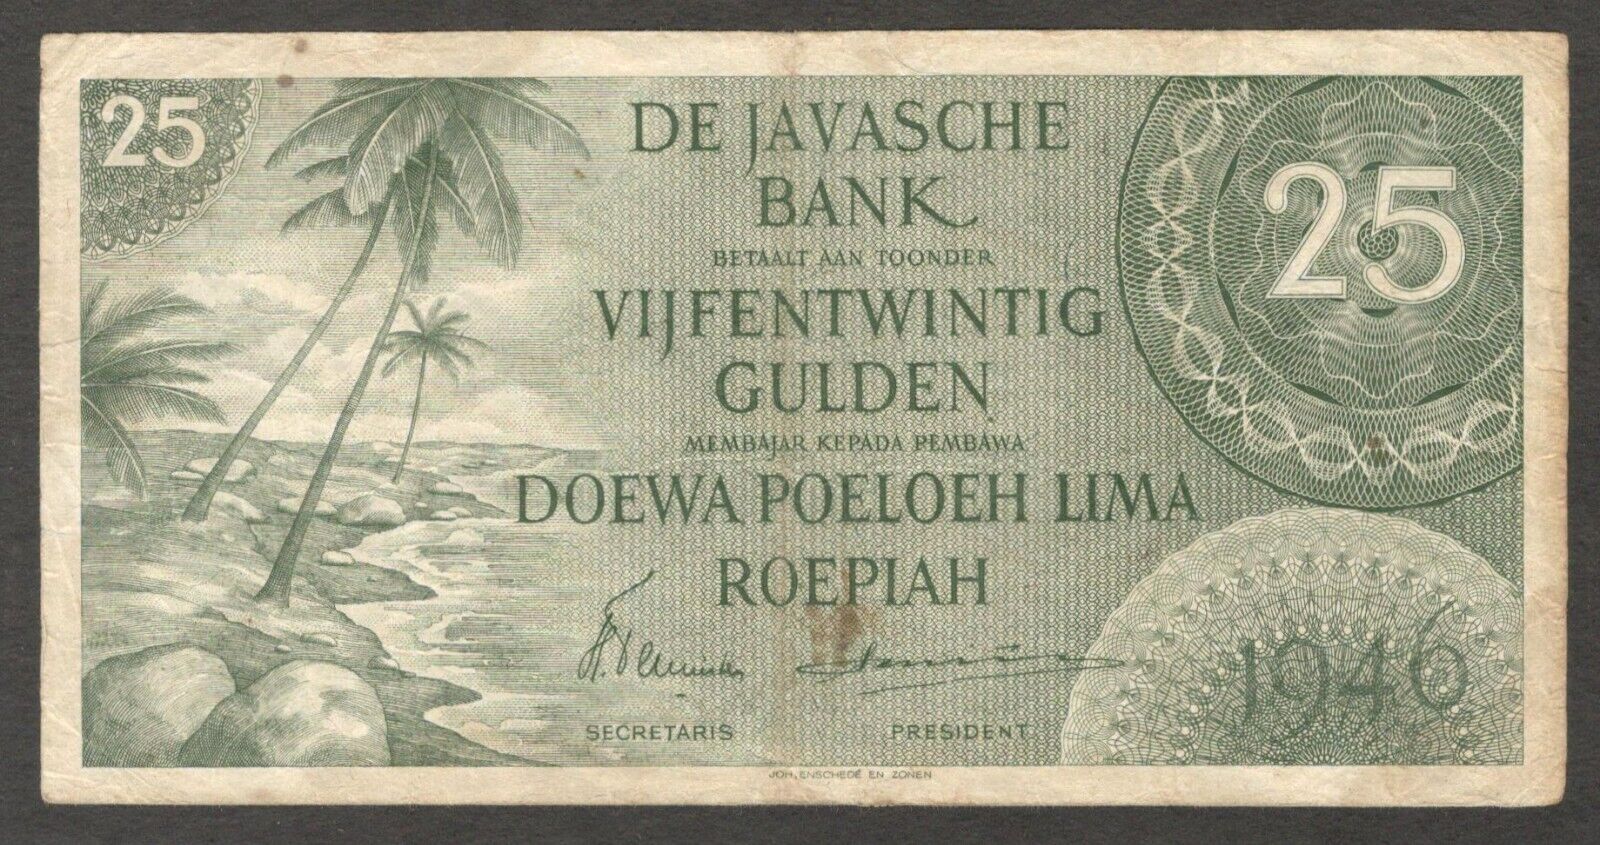 25
DE JAVASCHE
BANK
BETAALT AAN TOONDER
VIJFENTWINTIG
GULDEN
MEMBAJAR KEPADA PEMBAWA
DOEWA POELOEH LIMA
ROEPIAH
25
SECRETARIS
PRESIDENT
1946
JOH, ENSCHEDÉ EN ZONEN